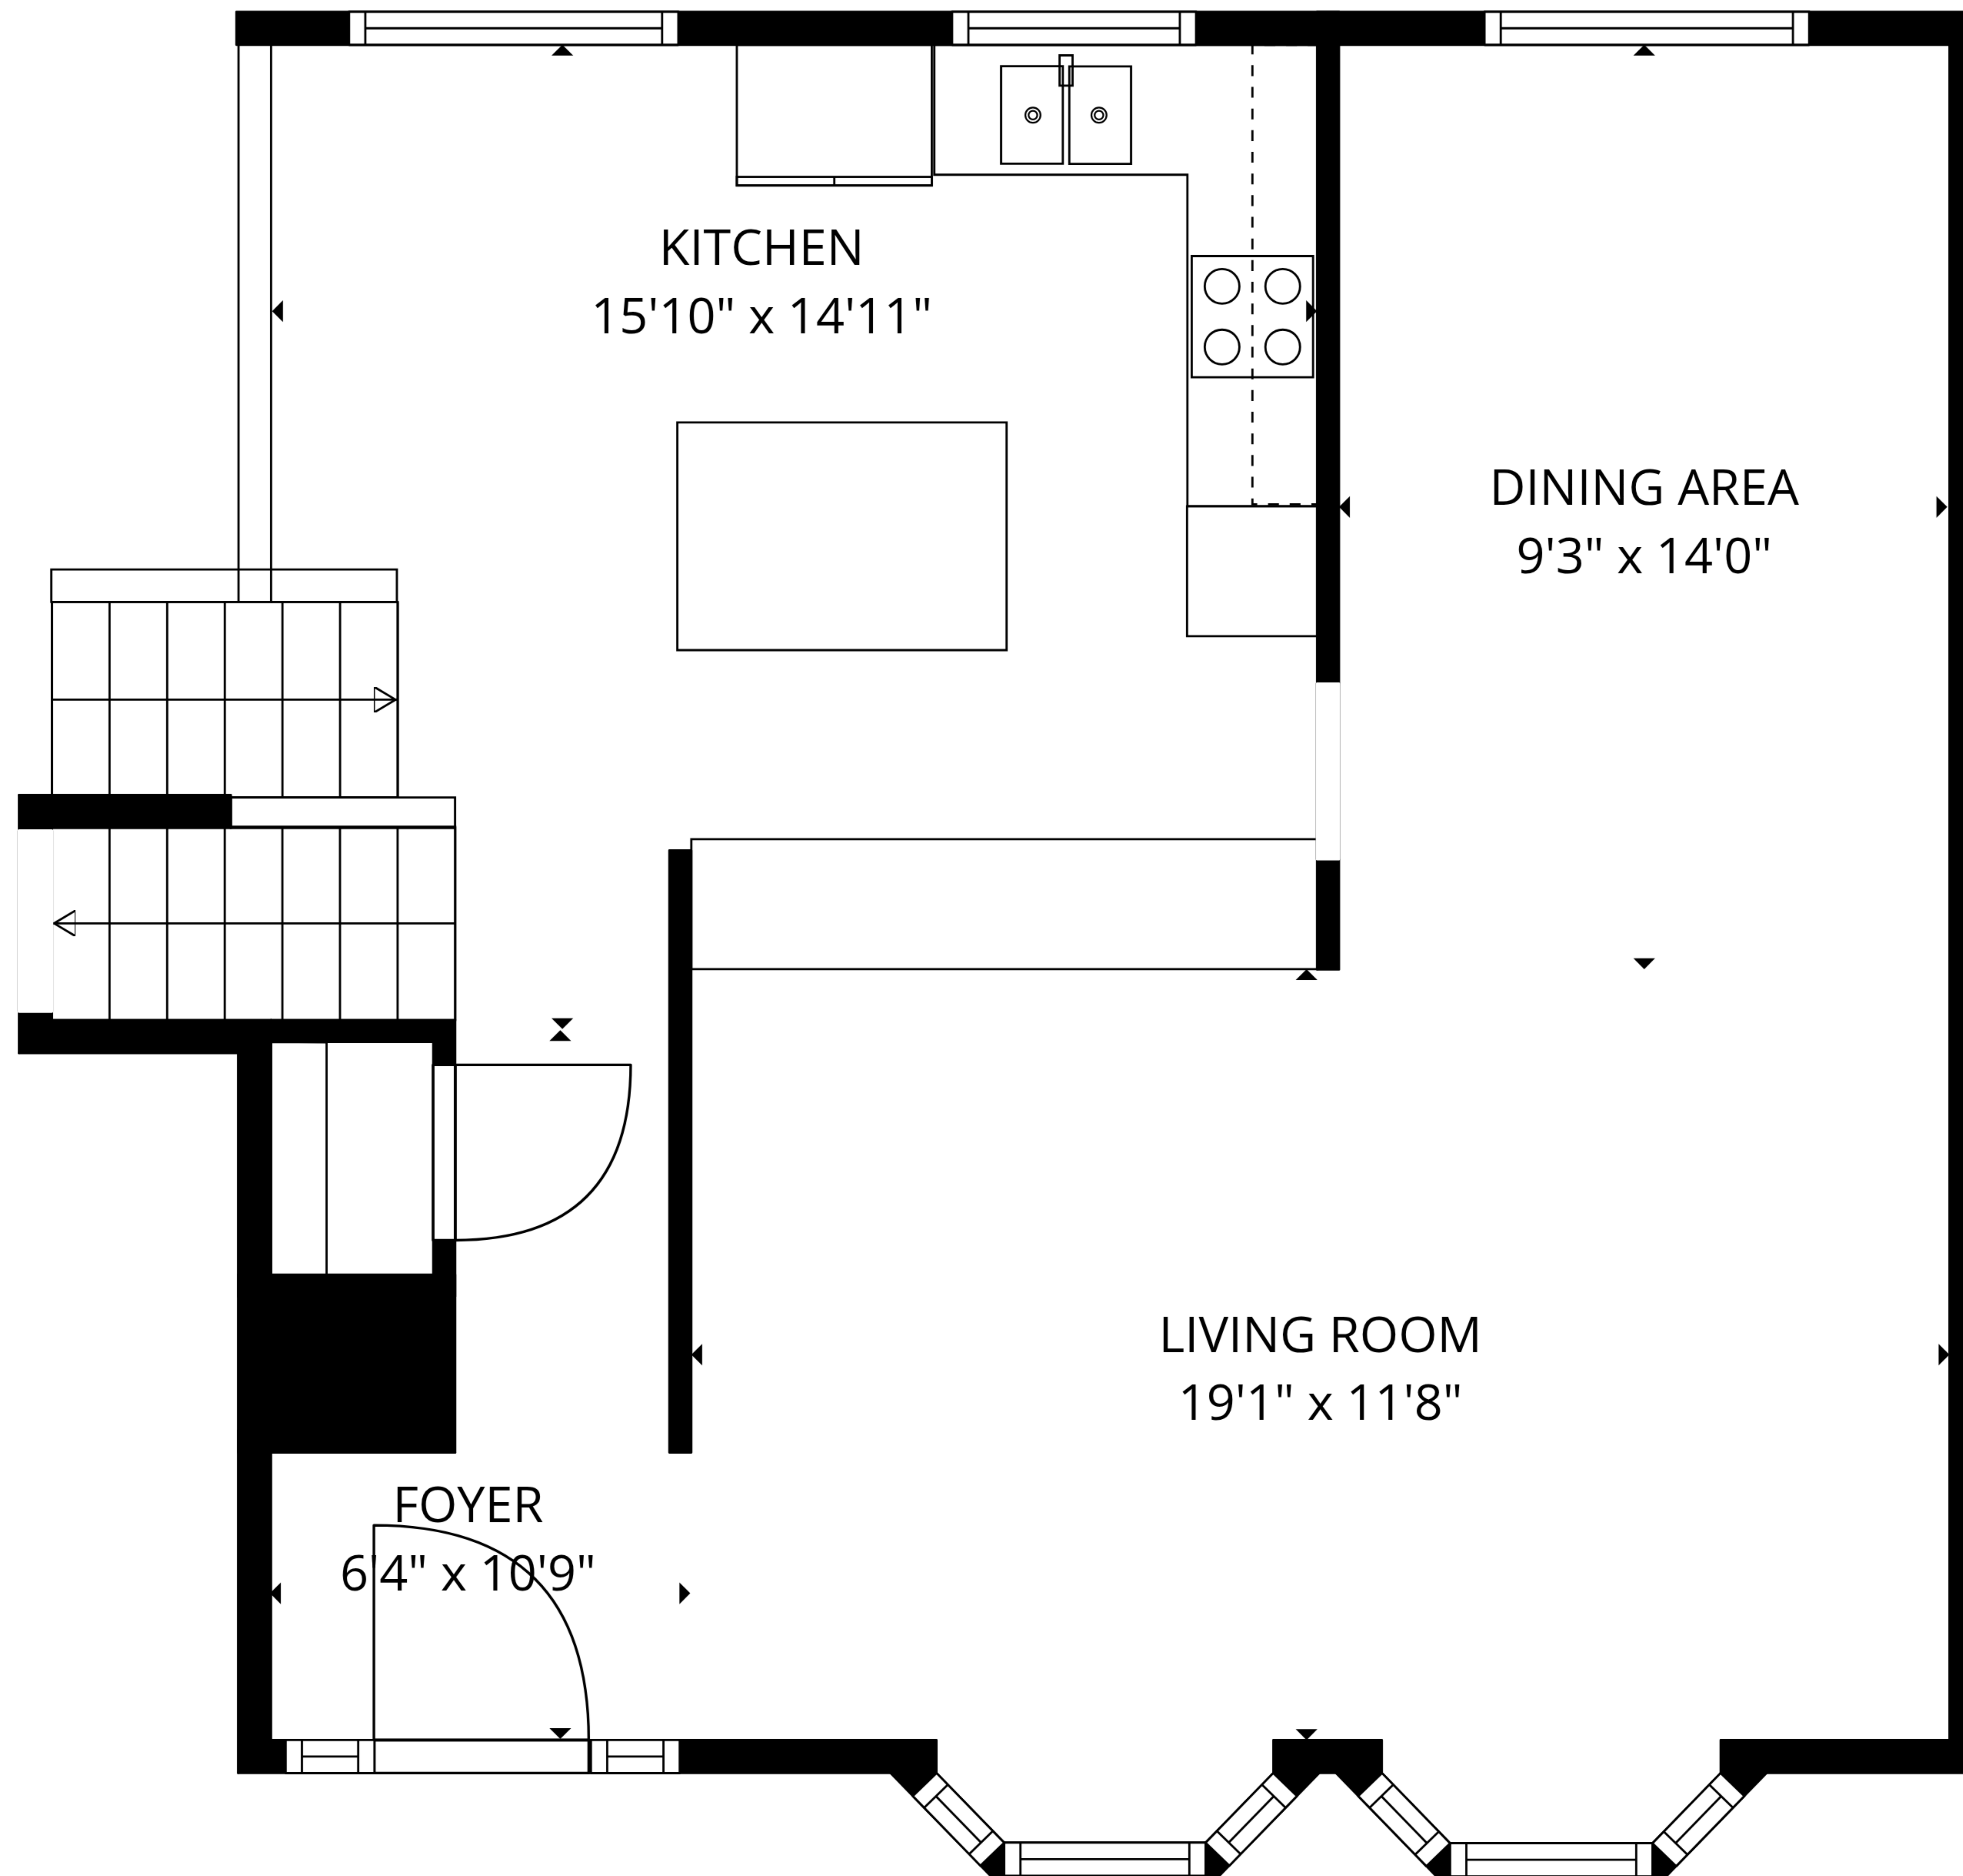 KITCHEN
15'10" x 14'11"
DINING AREA
9'3" x 14'0"
LIVING ROOM
19'1" x 11'8"
FOYER
6'4" x 10'9"